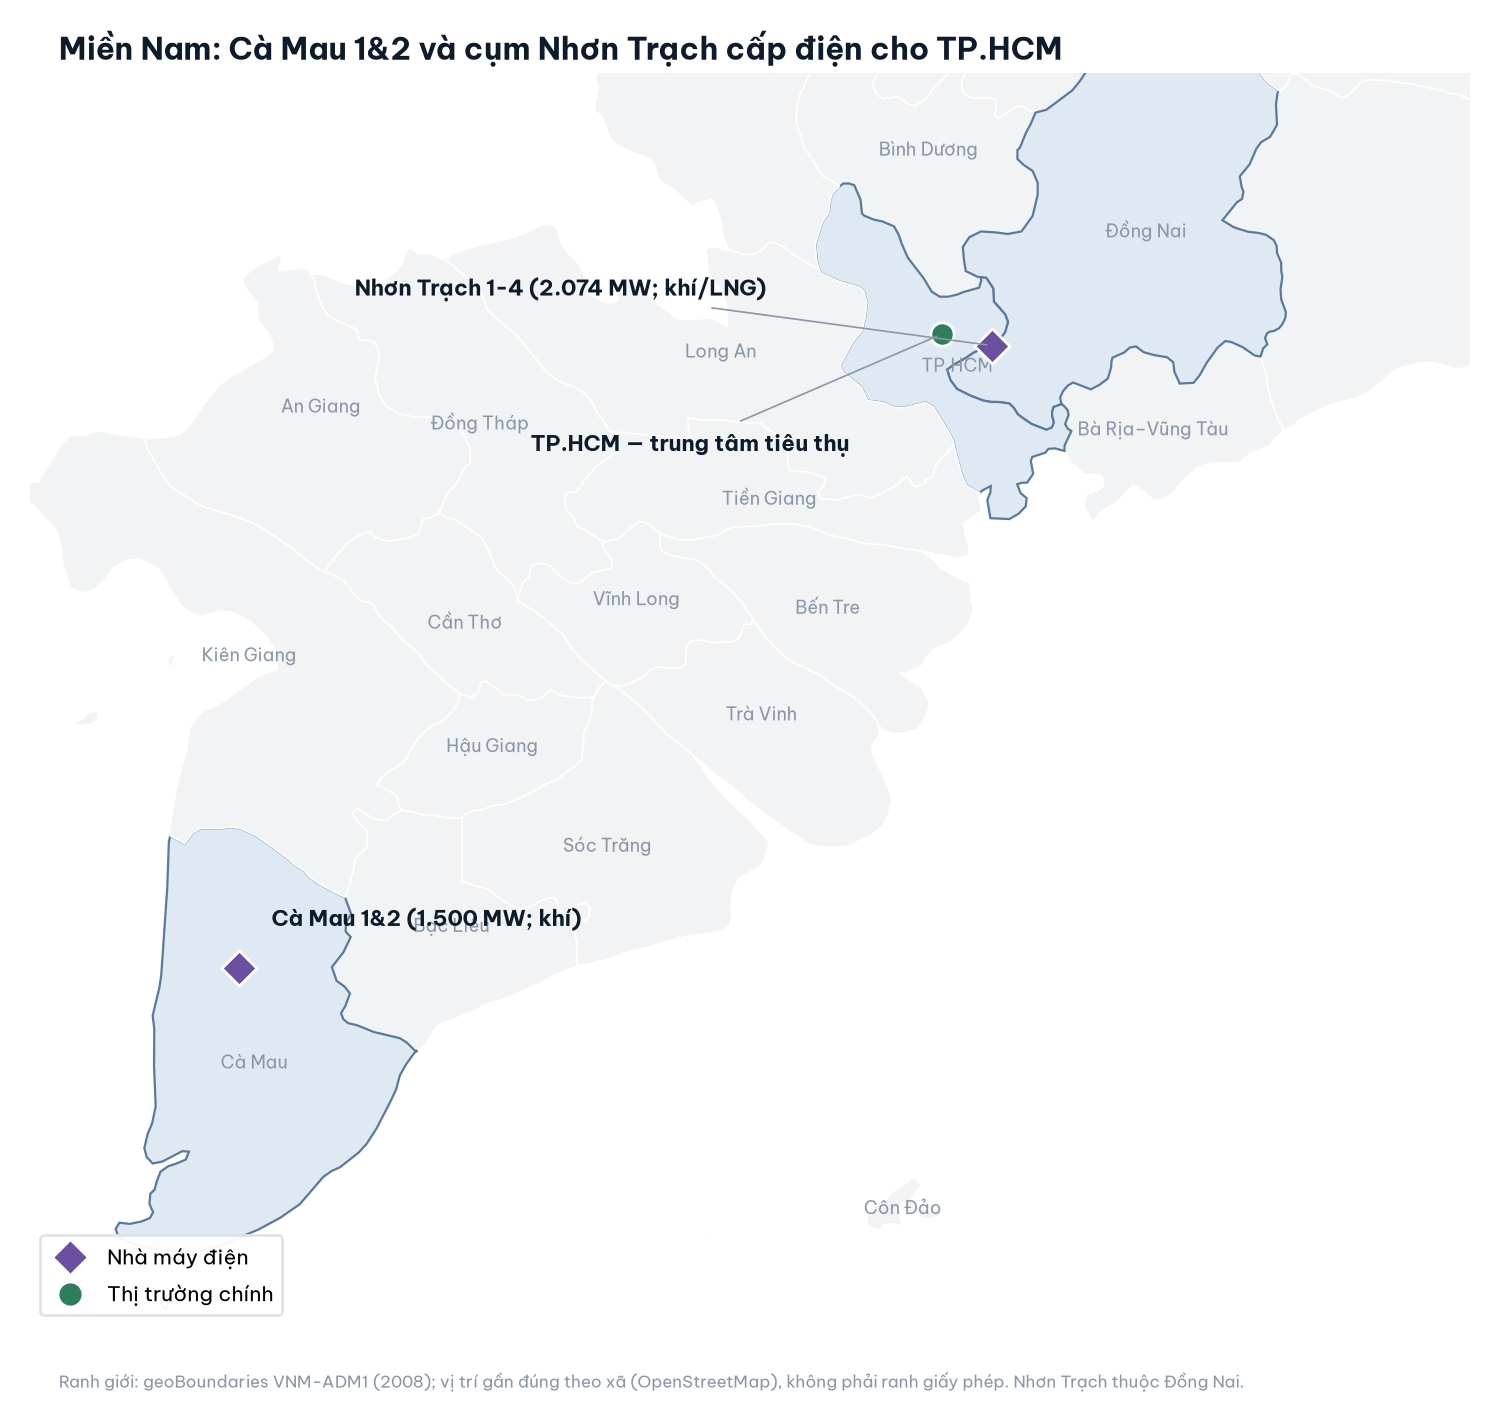 Miền Nam: Cà Mau 1&2 và cụm Nhơn Trạch cấp điện cho TP.HCM
Bình Dương
Đồng Nai
Nhơn Trạch 1-4 (2.074 MW; khí/LNG)
Long An
TP.HCM
An Giang
Đồng Tháp
Bà Rịa–Vũng Tàu
TP.HCM — trung tâm tiêu thụ
Tiền Giang
Vĩnh Long
Bến Tre
Cần Thơ
Kiên Giang
Trà Vinh
Hậu Giang
Sóc Trăng
Cà Mau 1&2 (1.500 MW; khí)
Bạc Liêu
Cà Mau
Côn Đảo
Nhà máy điện
Thị trường chính
Ranh giới: geoBoundaries VNM-ADM1 (2008); vị trí gần đúng theo xã (OpenStreetMap), không phải ranh giấy phép. Nhơn Trạch thuộc Đồng Nai.